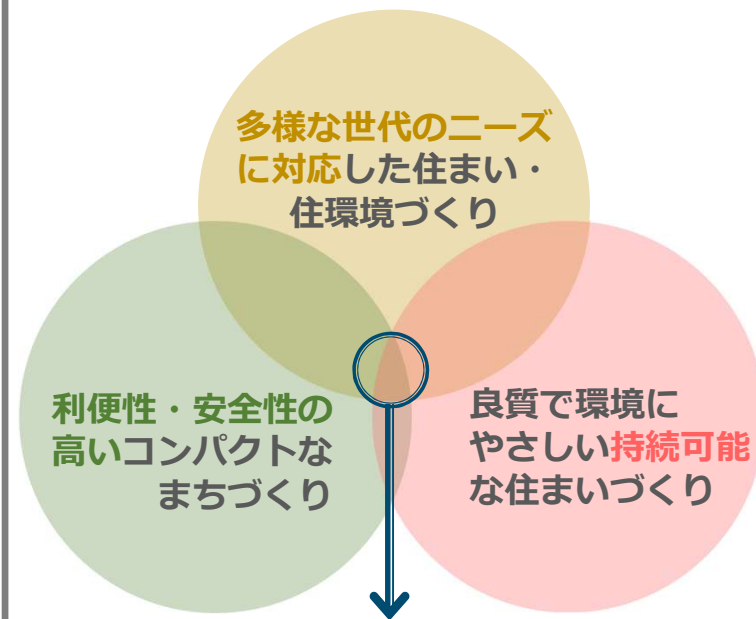 多様な世代のニーズ
に対応した住まい・
住環境づくり
利便性・安全性の
高いコンパクトな
まちづくり
良質で環境に
やさしい持続可能
な住まいづくり